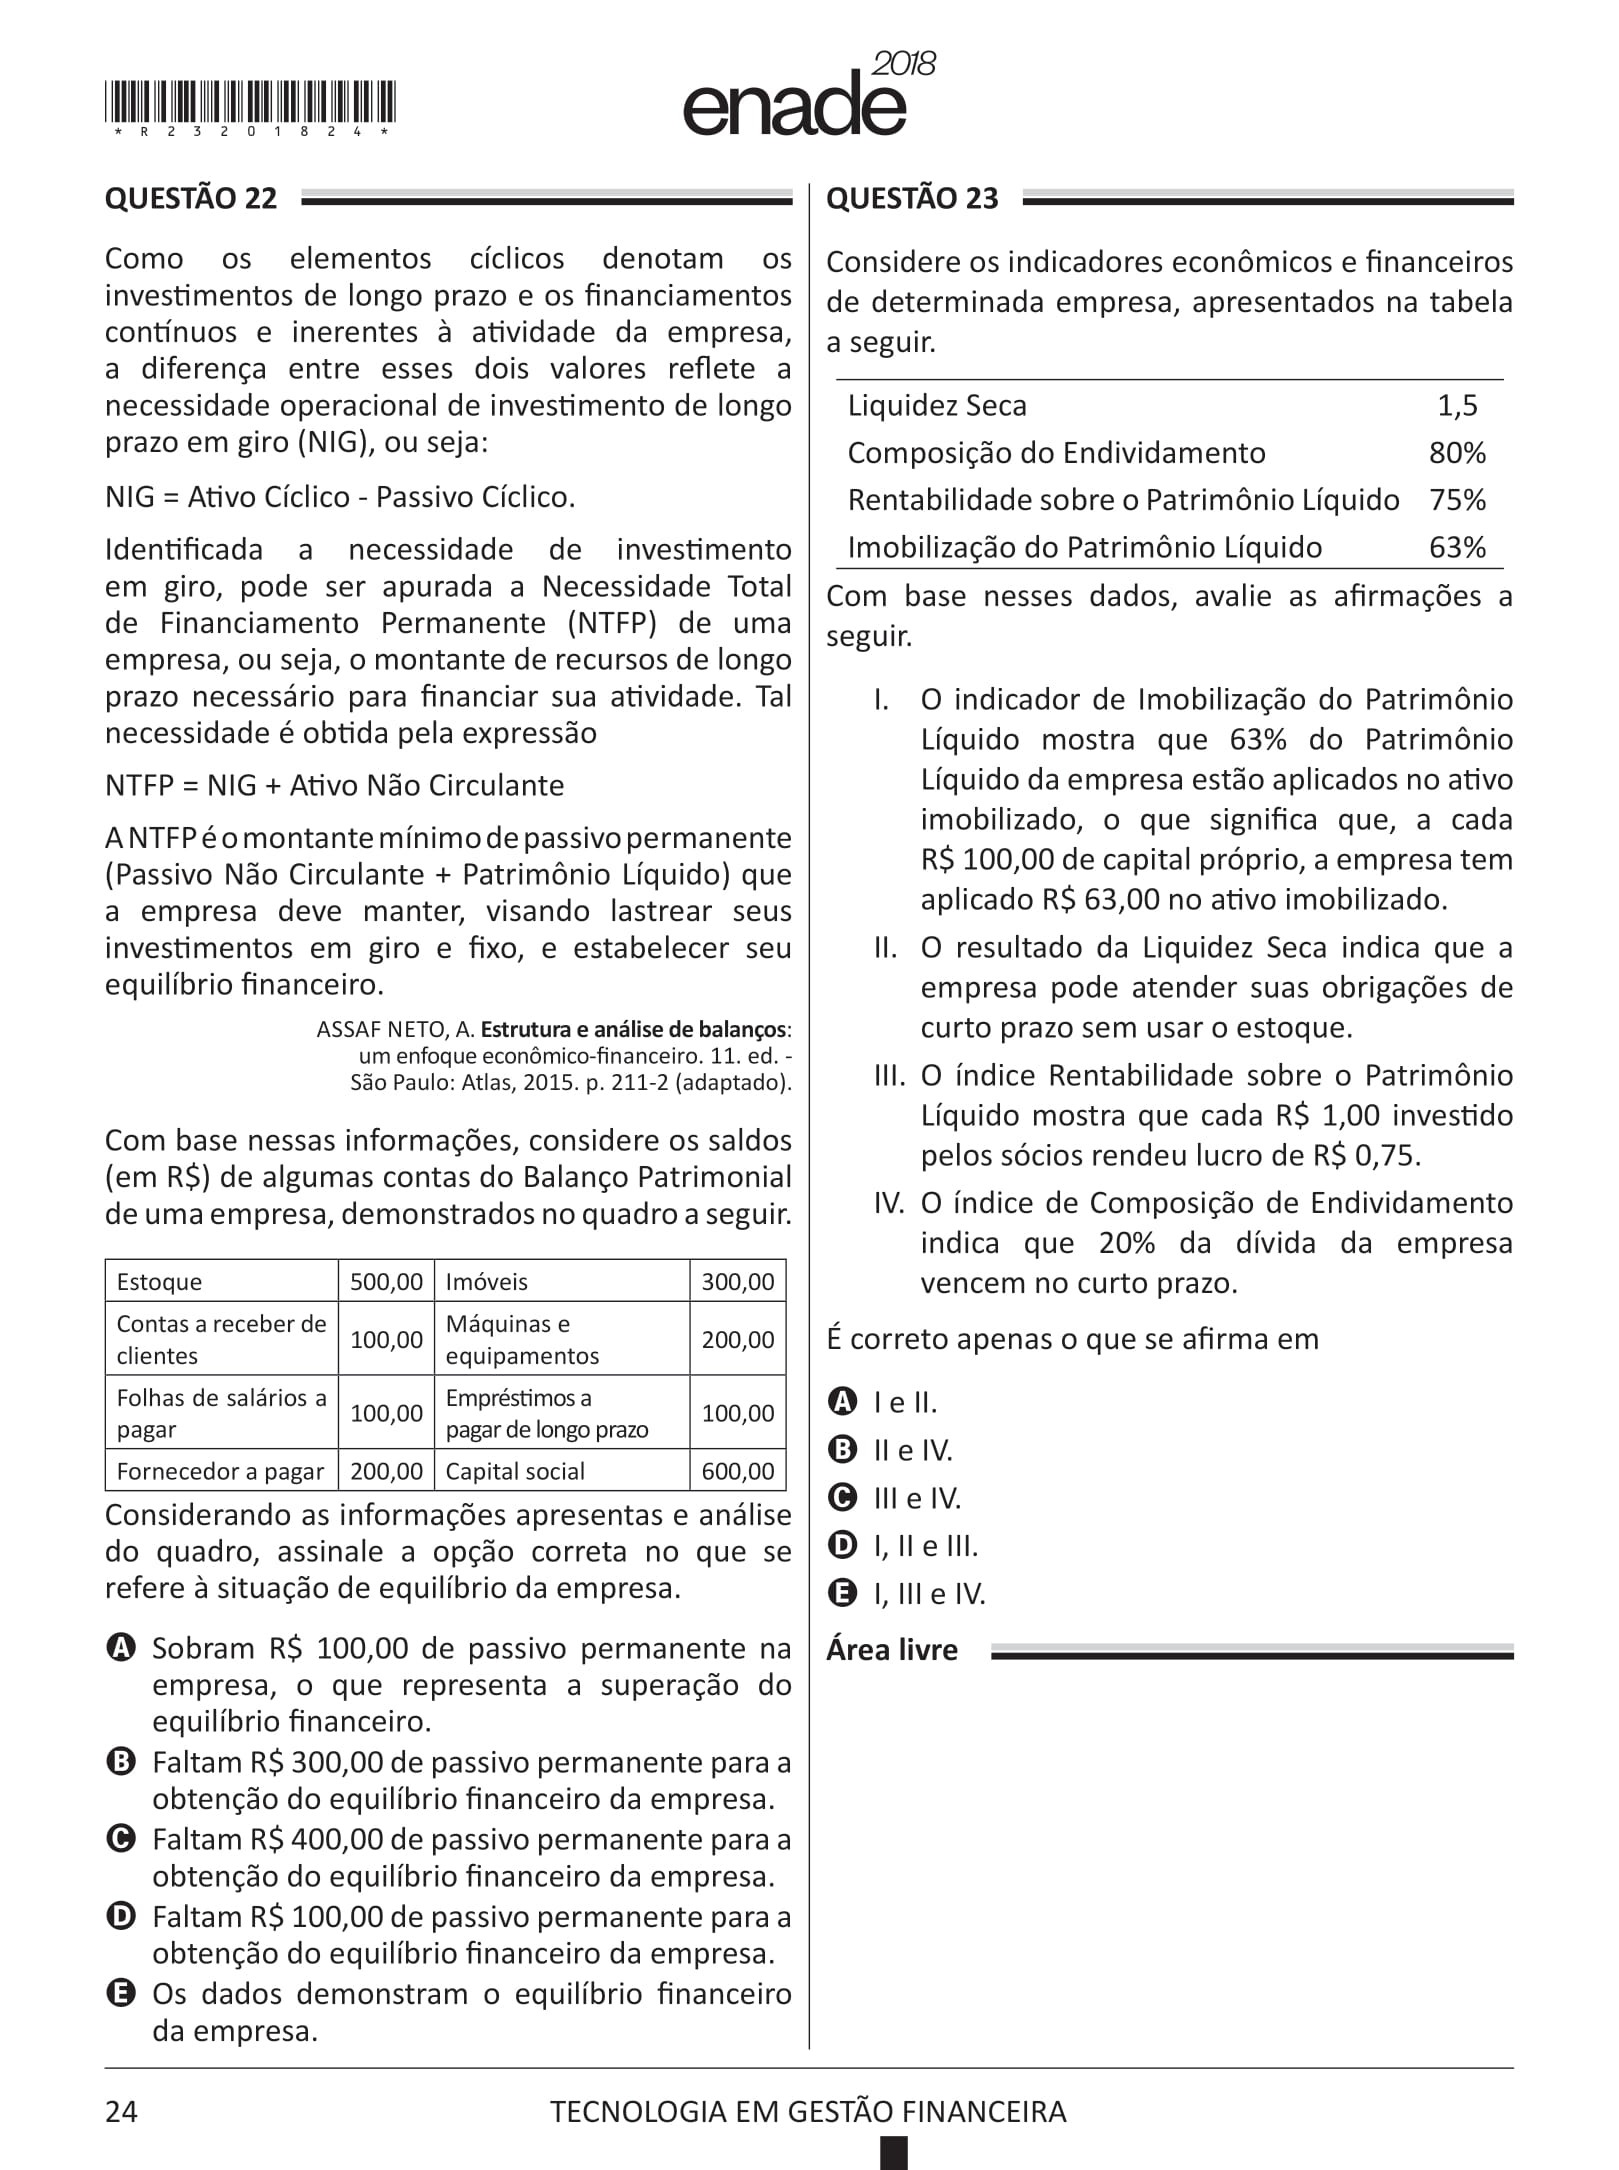 * R 2 3 2 0 1 8 2 4 *
enade 2018
QUESTÃO 22
Como os elementos cíclicos denotam os
investimentos de longo prazo e os financiamentos
contínuos e inerentes à atividade da empresa,
a diferença entre esses dois valores reflete a
necessidade operacional de investimento de longo
prazo em giro (NIG), ou seja:
NIG = Ativo Cíclico - Passivo Cíclico.
Identificada a necessidade de investimento
em giro, pode ser apurada a Necessidade Total
de Financiamento Permanente (NTFP) de uma
empresa, ou seja, o montante de recursos de longo
prazo necessário para financiar sua atividade. Tal
necessidade é obtida pela expressão
NTFP = NIG + Ativo Não Circulante
A NTFP é o montante mínimo de passivo permanente
(Passivo Não Circulante + Patrimônio Líquido) que
a empresa deve manter, visando lastrear seus
investimentos em giro e fixo, e estabelecer seu
equilíbrio financeiro.
ASSAF NETO, A. Estrutura e análise de balanços:
um enfoque econômico-financeiro. 11. ed. -
São Paulo: Atlas, 2015. p. 211-2 (adaptado).
Com base nessas informações, considere os saldos
(em R$) de algumas contas do Balanço Patrimonial
de uma empresa, demonstrados no quadro a seguir.
Estoque 500,00 Imóveis 300,00
Contas a receber de
clientes 100,00 Máquinas e
equipamentos 200,00
Folhas de salários a
pagar 100,00 Empréstimos a
pagar de longo prazo 100,00
Fornecedor a pagar 200,00 Capital social 600,00
Considerando as informações apresentas e análise
do quadro, assinale a opção correta no que se
refere à situação de equilíbrio da empresa.
A Sobram R$ 100,00 de passivo permanente na
empresa, o que representa a superação do
equilíbrio financeiro.
B Faltam R$ 300,00 de passivo permanente para a
obtenção do equilíbrio financeiro da empresa.
C Faltam R$ 400,00 de passivo permanente para a
obtenção do equilíbrio financeiro da empresa.
D Faltam R$ 100,00 de passivo permanente para a
obtenção do equilíbrio financeiro da empresa.
E Os dados demonstram o equilíbrio financeiro
da empresa.
QUESTÃO 23
Considere os indicadores econômicos e financeiros
de determinada empresa, apresentados na tabela
a seguir.
Liquidez Seca 1,5
Composição do Endividamento 80%
Rentabilidade sobre o Patrimônio Líquido 75%
Imobilização do Patrimônio Líquido 63%
Com base nesses dados, avalie as afirmações a
seguir.
I. O indicador de Imobilização do Patrimônio
Líquido mostra que 63% do Patrimônio
Líquido da empresa estão aplicados no ativo
imobilizado, o que significa que, a cada
R$ 100,00 de capital próprio, a empresa tem
aplicado R$ 63,00 no ativo imobilizado.
II. O resultado da Liquidez Seca indica que a
empresa pode atender suas obrigações de
curto prazo sem usar o estoque.
III. O índice Rentabilidade sobre o Patrimônio
Líquido mostra que cada R$ 1,00 investido
pelos sócios rendeu lucro de R$ 0,75.
IV. O índice de Composição de Endividamento
indica que 20% da dívida da empresa
vencem no curto prazo.
É correto apenas o que se afirma em
A I e II.
B II e IV.
C III e IV.
D I, II e III.
E I, III e IV.
Área livre
24
TECNOLOGIA EM GESTÃO FINANCEIRA